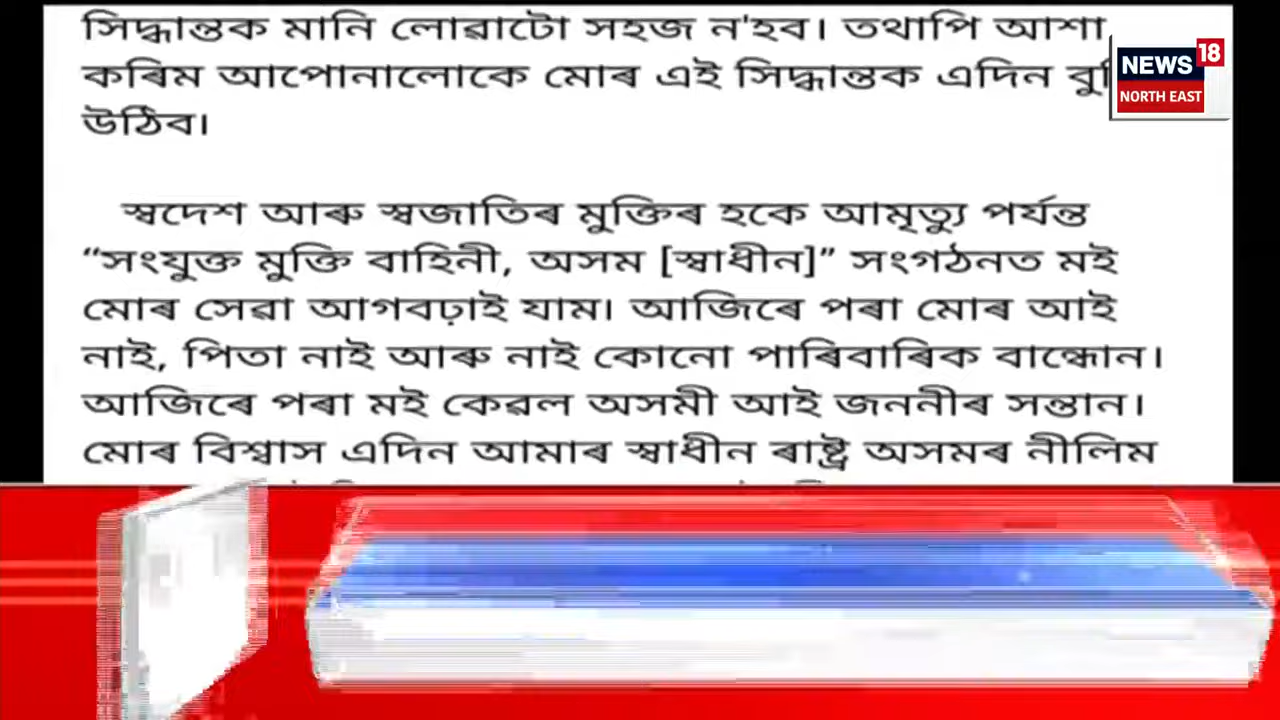 সিদ্ধান্তক মানি লোৱাটো সহজ ন'হব। তথাপি আশা
কৰিম আপোনালোকে মোৰ এই সিদ্ধান্তক এদিন
উঠিব।
স্বদেশ আৰু স্বজাতিৰ মুক্তিৰ হকে আমৃত্যু পৰ্যন্ত
“সংযুক্ত মুক্তি বাহিনী, অসম [স্বাধীন]” সংগঠনত মই
মোৰ সেৱা আগবঢ়াই যাম। আজিৰে পৰা মোৰ আই
নাই, পিতা নাই আৰু নাই কোনো পাৰিবাৰিক বান্ধোন।
আজিৰে পৰা মই কেৱল অসমী আই জননীৰ সন্তান।
মোৰ বিশ্বাস এদিন আমাৰ স্বাধীন ৰাষ্ট্ৰ অসমৰ নীলিম
NEWS 18
NORTH EAST